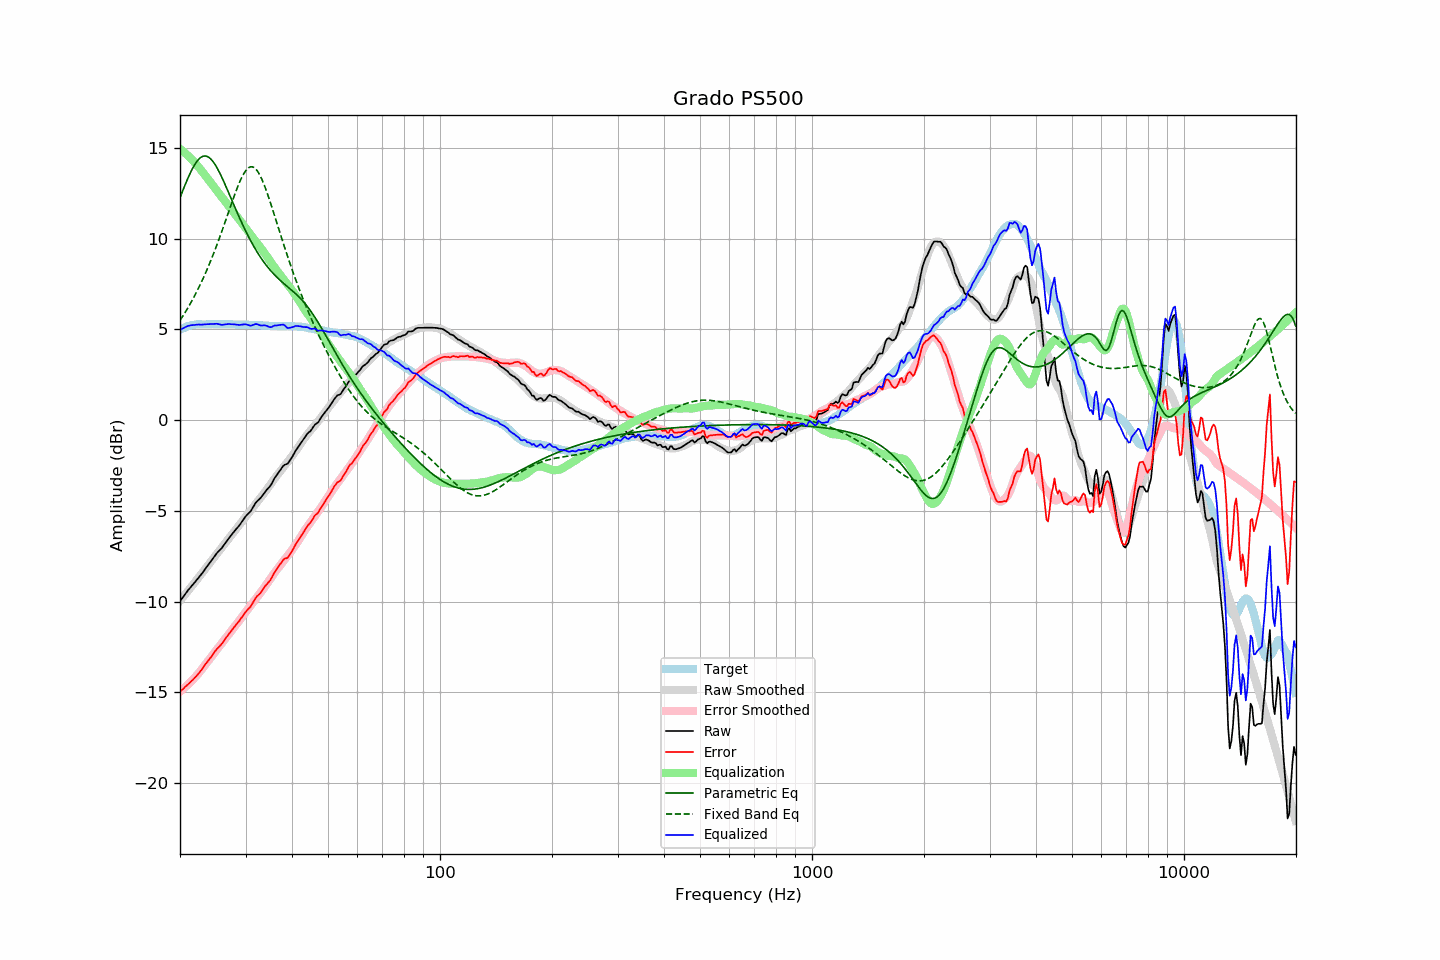 Grado PS500
15
10
5
0
−5
−10
−15
−20
Amplitude (dBr)
100
1000
10000
Frequency (Hz)
Target
Raw Smoothed
Error Smoothed
Raw
Error
Equalization
Parametric Eq
Fixed Band Eq
Equalized